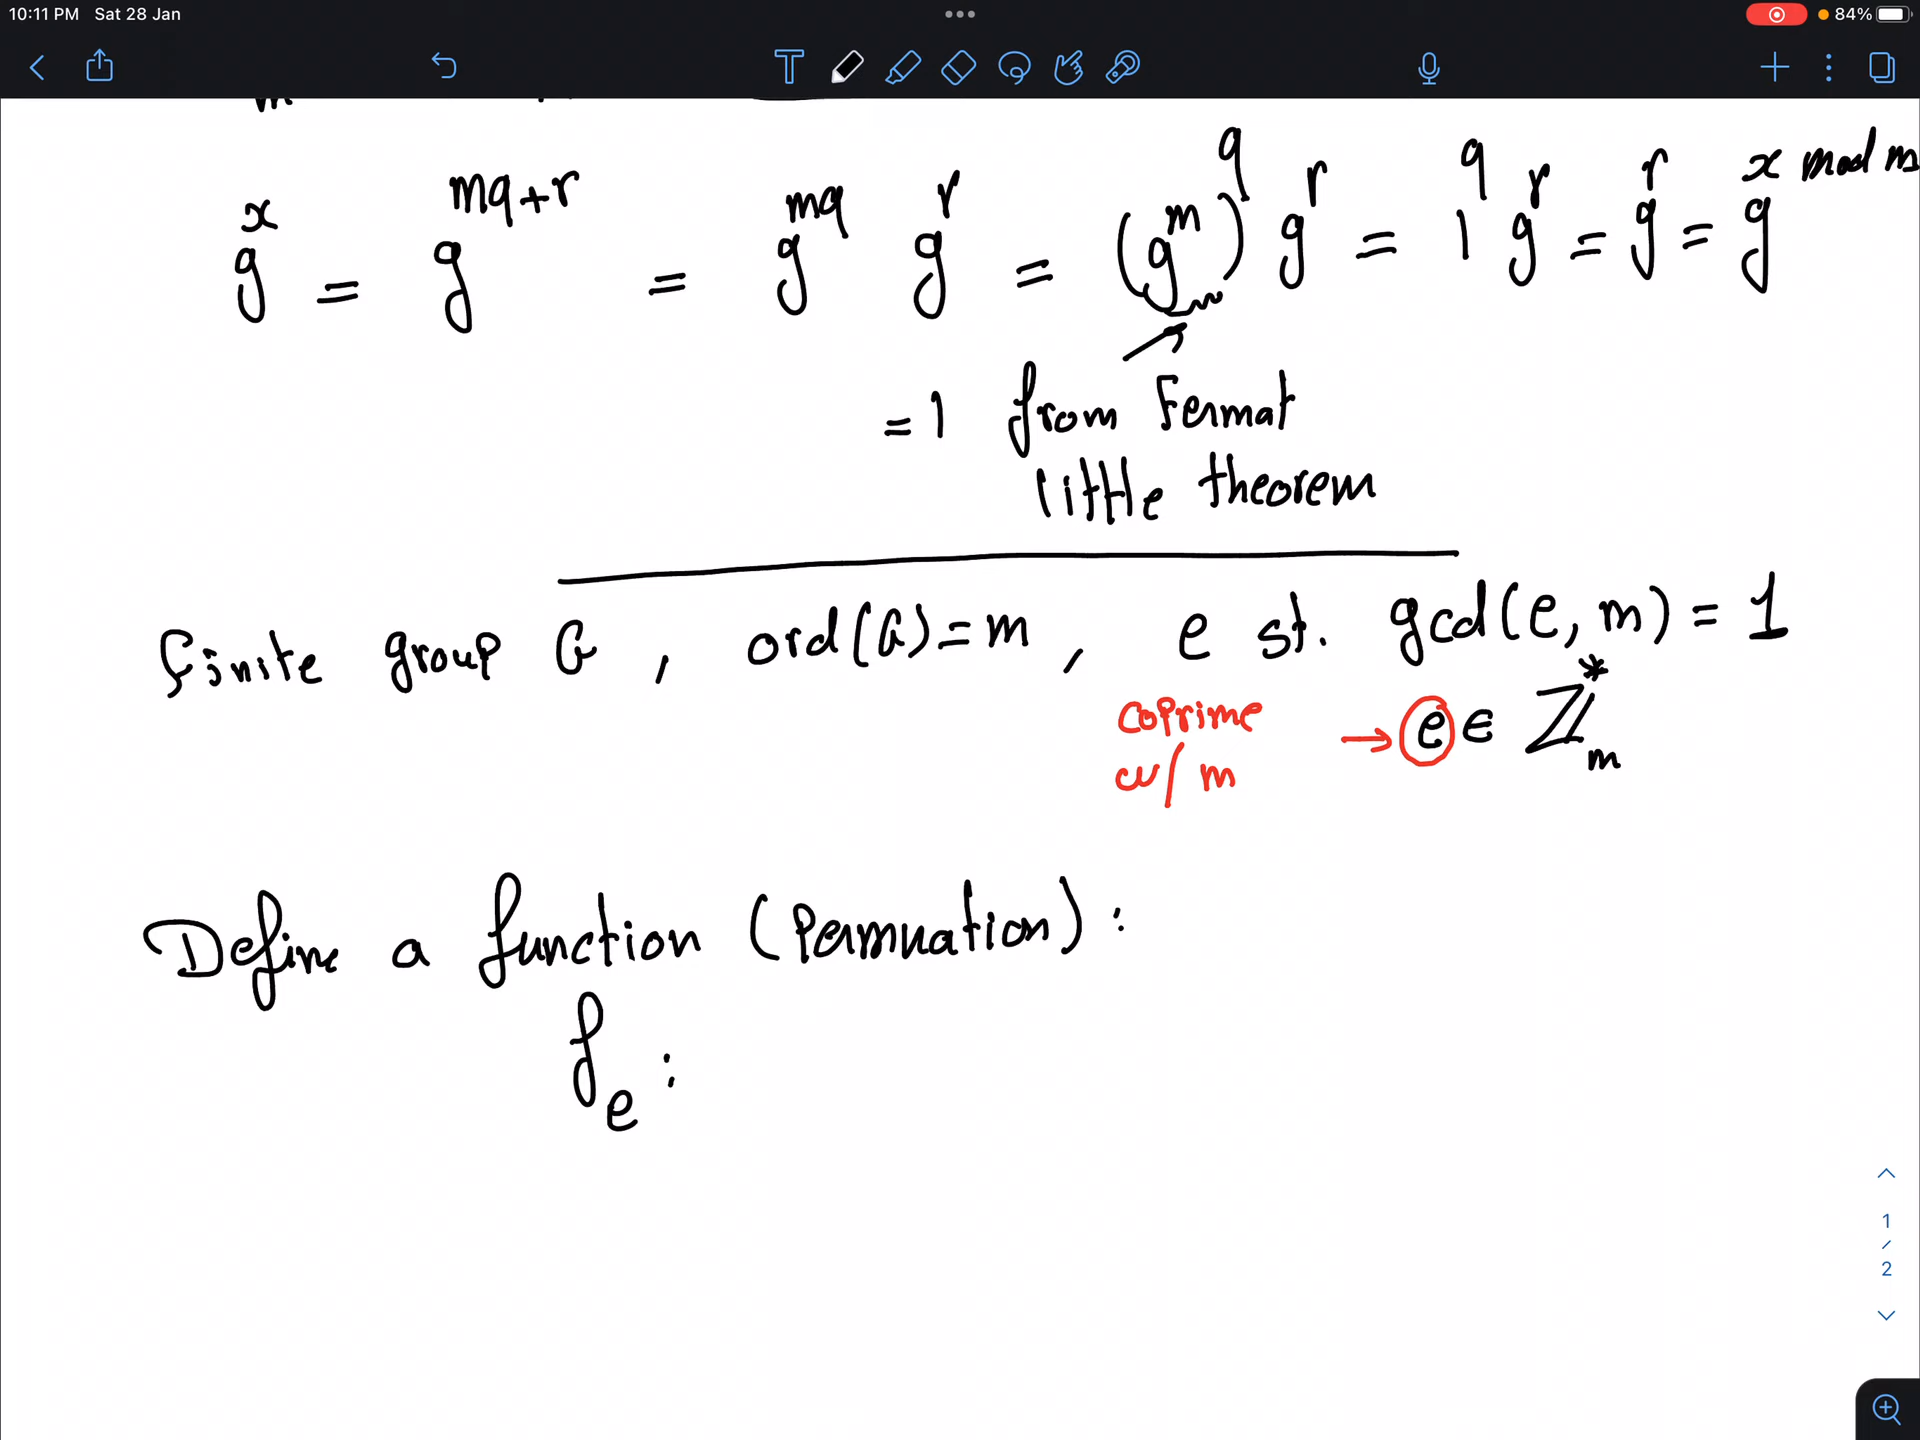 10:11 PM Sat 28 Jan
84%
g^x = g^{mq+r} = g^{mq} g^r = (g^m)^q g^r = 1^q g^r = g^r = g^{x mod m}
= 1 from Fermat
little theorem
finite group G , ord(G) = m , e st. gcd(e, m) = 1
coprime → e ∈ ℤ*_m
w/ m
Define a function (Permuation) :
f_e :
1
/
2